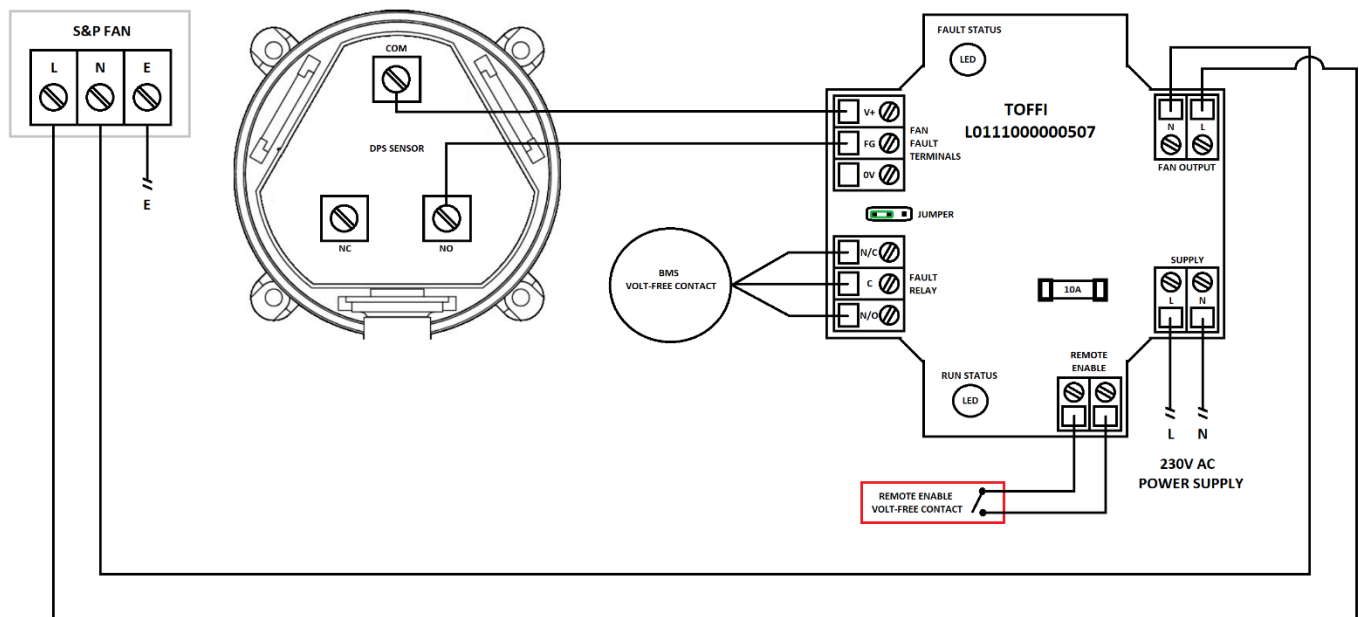 S&P FAN
L N E
E
COM
DPS SENSOR
NC
NO
FAULT STATUS
LED
TOFFI
L0111000000507
V+
FG
0V
FAN
FAULT
TERMINALS
JUMPER
N/C
C
N/O
FAULT
RELAY
BMS
VOLT-FREE CONTACT
N L
FAN OUTPUT
10A
SUPPLY
L N
RUN STATUS
LED
REMOTE
ENABLE
L N
230V AC
POWER SUPPLY
REMOTE ENABLE
VOLT-FREE CONTACT